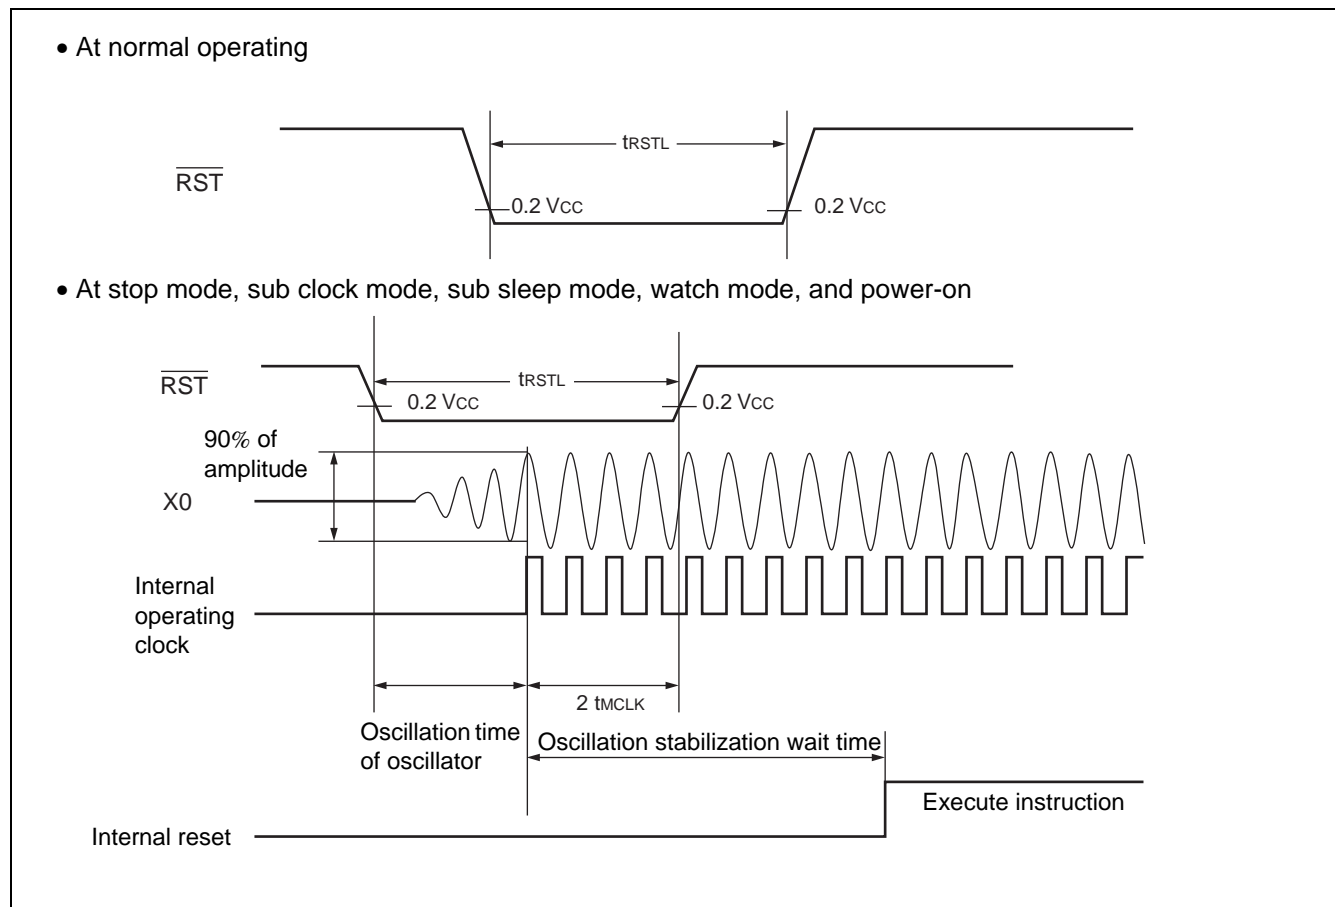 • At normal operating
tRSTL
RST
0.2 VCC
0.2 VCC
• At stop mode, sub clock mode, sub sleep mode, watch mode, and power-on
RST
tRSTL
0.2 VCC
0.2 VCC
90% of
amplitude
X0
Internal
operating
clock
2 tMCLK
Oscillation time
of oscillator
Oscillation stabilization wait time
Execute instruction
Internal reset